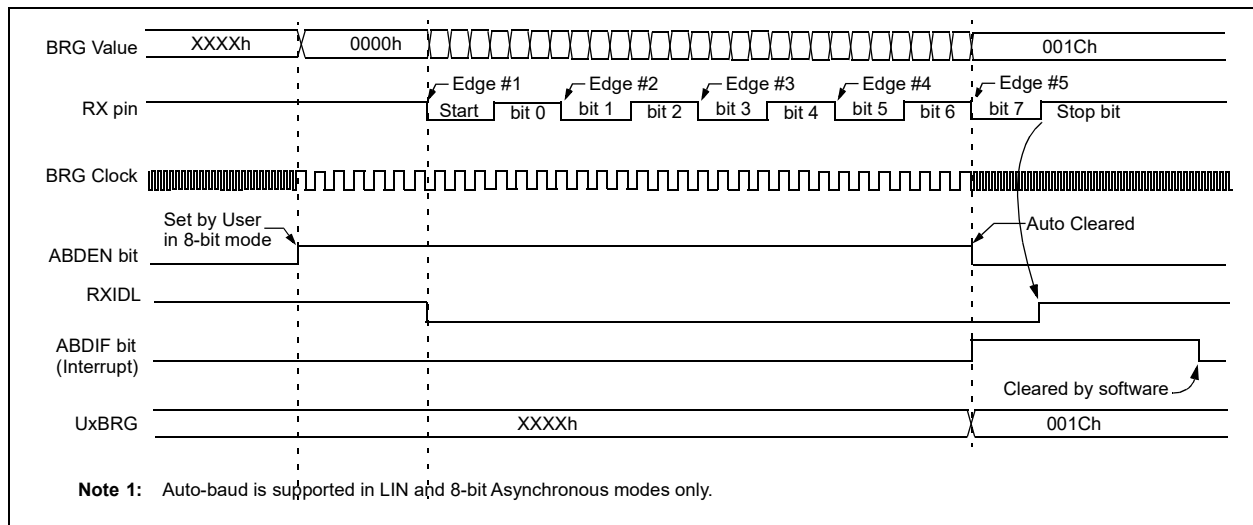 BRG Value XXXXh 0000h 001Ch
Edge #1 Edge #2 Edge #3 Edge #4 Edge #5
RX pin Start bit 0 bit 1 bit 2 bit 3 bit 4 bit 5 bit 6 bit 7 Stop bit
BRG Clock
Set by User
in 8-bit mode
Auto Cleared
ABDEN bit
RXIDL
ABDIF bit
(Interrupt)
Cleared by software
UxBRG XXXXh 001Ch
Note 1: Auto-baud is supported in LIN and 8-bit Asynchronous modes only.